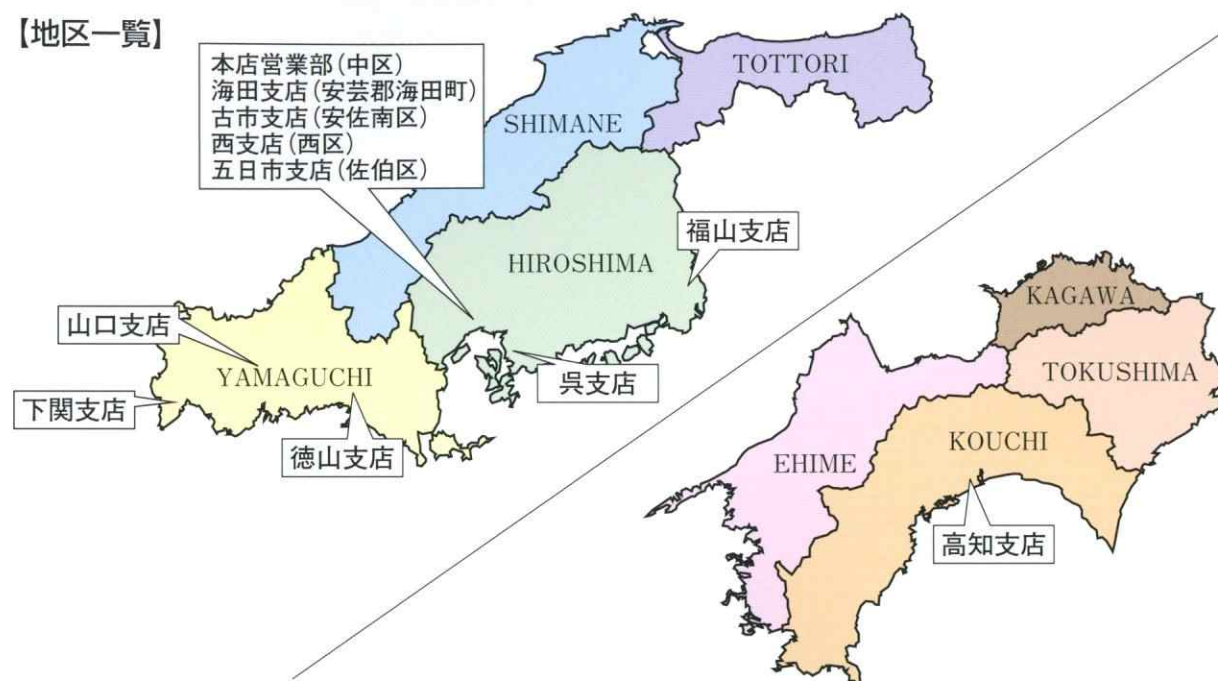 【地区一覧】
本店営業部(中区)
海田支店(安芸郡海田町)
古市支店(安佐南区)
西支店(西区)
五日市支店(佐伯区)
TOTTORI
SHIMANE
HIROSHIMA
福山支店
山口支店
YAMAGUCHI
下関支店
徳山支店
呉支店
KAGAWA
TOKUSHIMA
EHIME
KOUCHI
高知支店